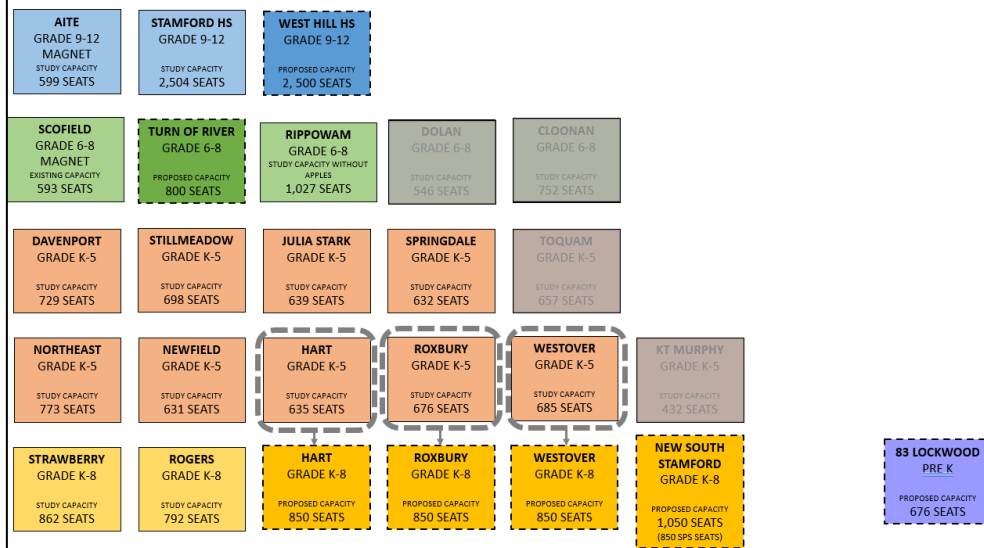 AITE
GRADE 9-12
MAGNET
STUDY CAPACITY
599 SEATS
STAMFORD HS
GRADE 9-12
STUDY CAPACITY
2,504 SEATS
WEST HILL HS
GRADE 9-12
PROPOSED CAPACITY
2, 500 SEATS
SCOFIELD
GRADE 6-8
MAGNET
EXISTING CAPACITY
593 SEATS
TURN OF RIVER
GRADE 6-8
PROPOSED CAPACITY
800 SEATS
RIPPOWAM
GRADE 6-8
STUDY CAPACITY WITHOUT
APPLES
1,027 SEATS
DOLAN
GRADE 6-8
STUDY CAPACITY
546 SEATS
CLOONAN
GRADE 6-8
STUDY CAPACITY
752 SEATS
DAVENPORT
GRADE K-5
STUDY CAPACITY
729 SEATS
STILLMEADOW
GRADE K-5
STUDY CAPACITY
698 SEATS
JULIA STARK
GRADE K-5
STUDY CAPACITY
639 SEATS
SPRINGDALE
GRADE K-5
STUDY CAPACITY
632 SEATS
TOQUAM
GRADE K-5
STUDY CAPACITY
657 SEATS
NORTHEAST
GRADE K-5
STUDY CAPACITY
773 SEATS
NEWFIELD
GRADE K-5
STUDY CAPACITY
631 SEATS
HART
GRADE K-5
STUDY CAPACITY
635 SEATS
ROXBURY
GRADE K-5
STUDY CAPACITY
676 SEATS
WESTOVER
GRADE K-5
STUDY CAPACITY
685 SEATS
KT MURPHY
GRADE K-5
STUDY CAPACITY
432 SEATS
STRAWBERRY
GRADE K-8
STUDY CAPACITY
862 SEATS
ROGERS
GRADE K-8
STUDY CAPACITY
792 SEATS
HART
GRADE K-8
PROPOSED CAPACITY
850 SEATS
ROXBURY
GRADE K-8
PROPOSED CAPACITY
850 SEATS
WESTOVER
GRADE K-8
PROPOSED CAPACITY
850 SEATS
NEW SOUTH
STAMFORD
GRADE K-8
PROPOSED CAPACITY
1,050 SEATS
(850 SPS SEATS)
83 LOCKWOOD
PRE K
PROPOSED CAPACITY
676 SEATS